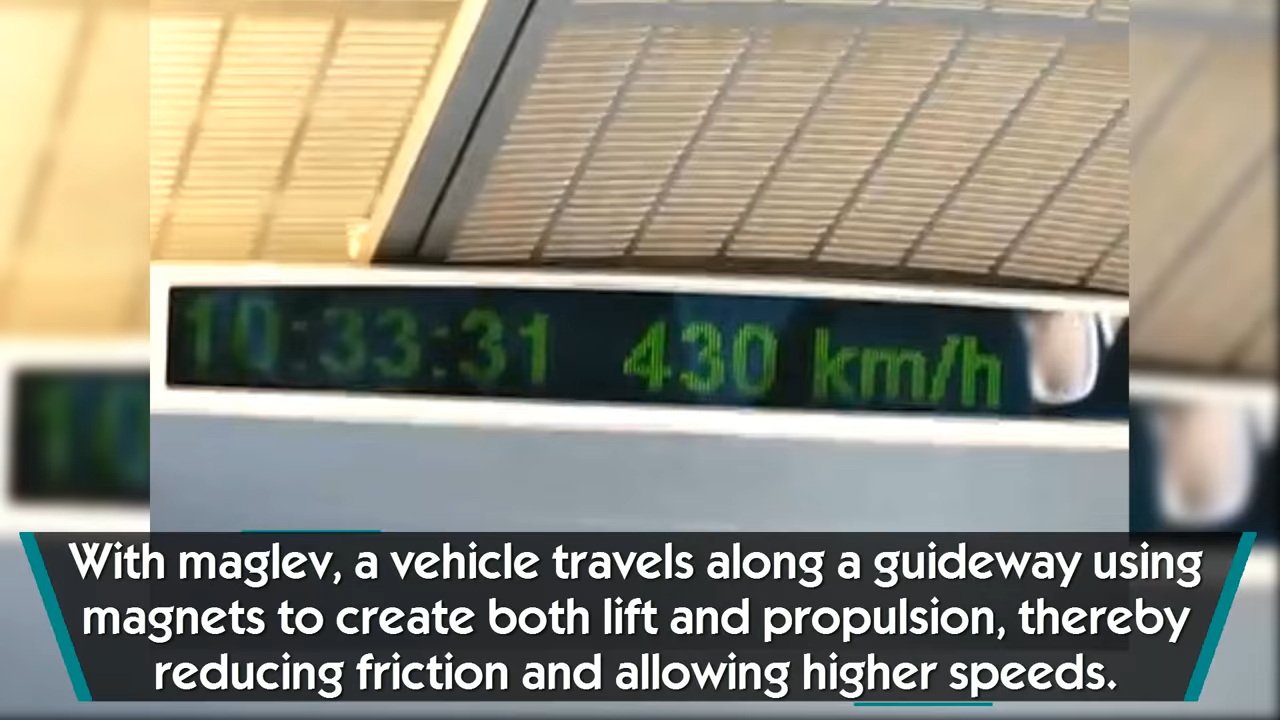 10:33:31 430 km/h
With maglev, a vehicle travels along a guideway using
magnets to create both lift and propulsion, thereby
reducing friction and allowing higher speeds.